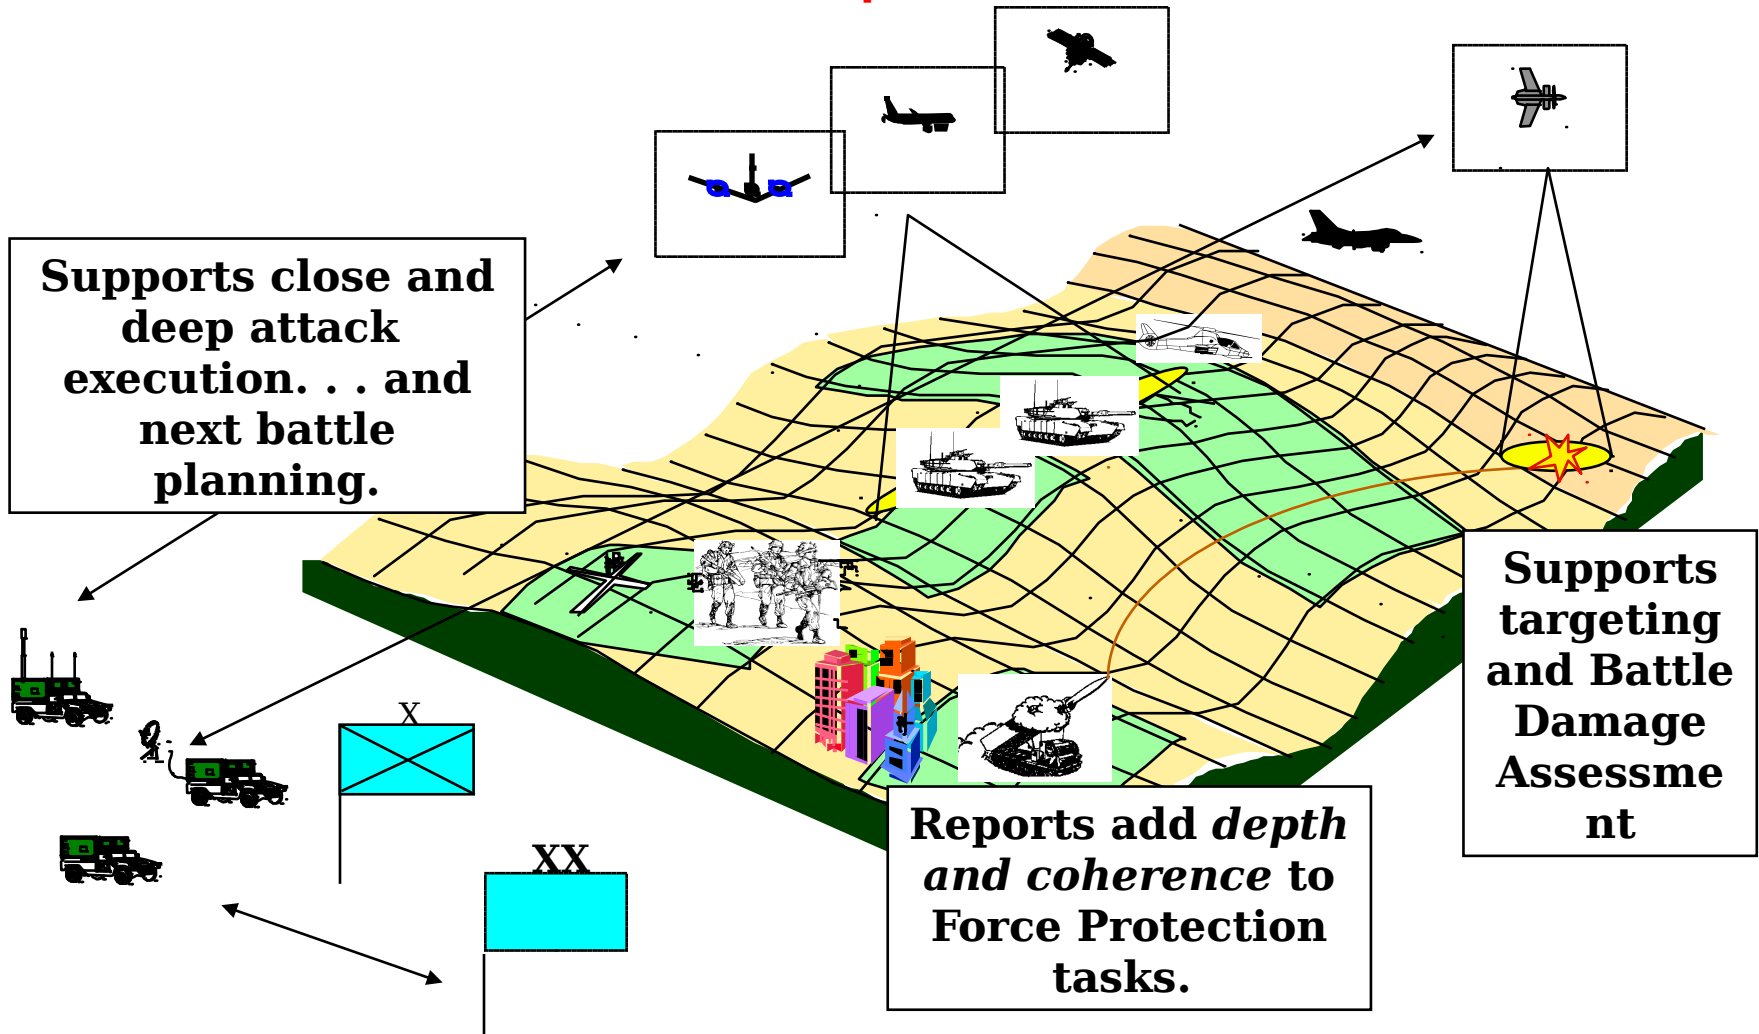 Supports close and
deep attack
execution. . . and
next battle
planning.
X
XX
Reports add depth
and coherence to
Force Protection
tasks.
Supports
targeting
and Battle
Damage
Assessme
nt